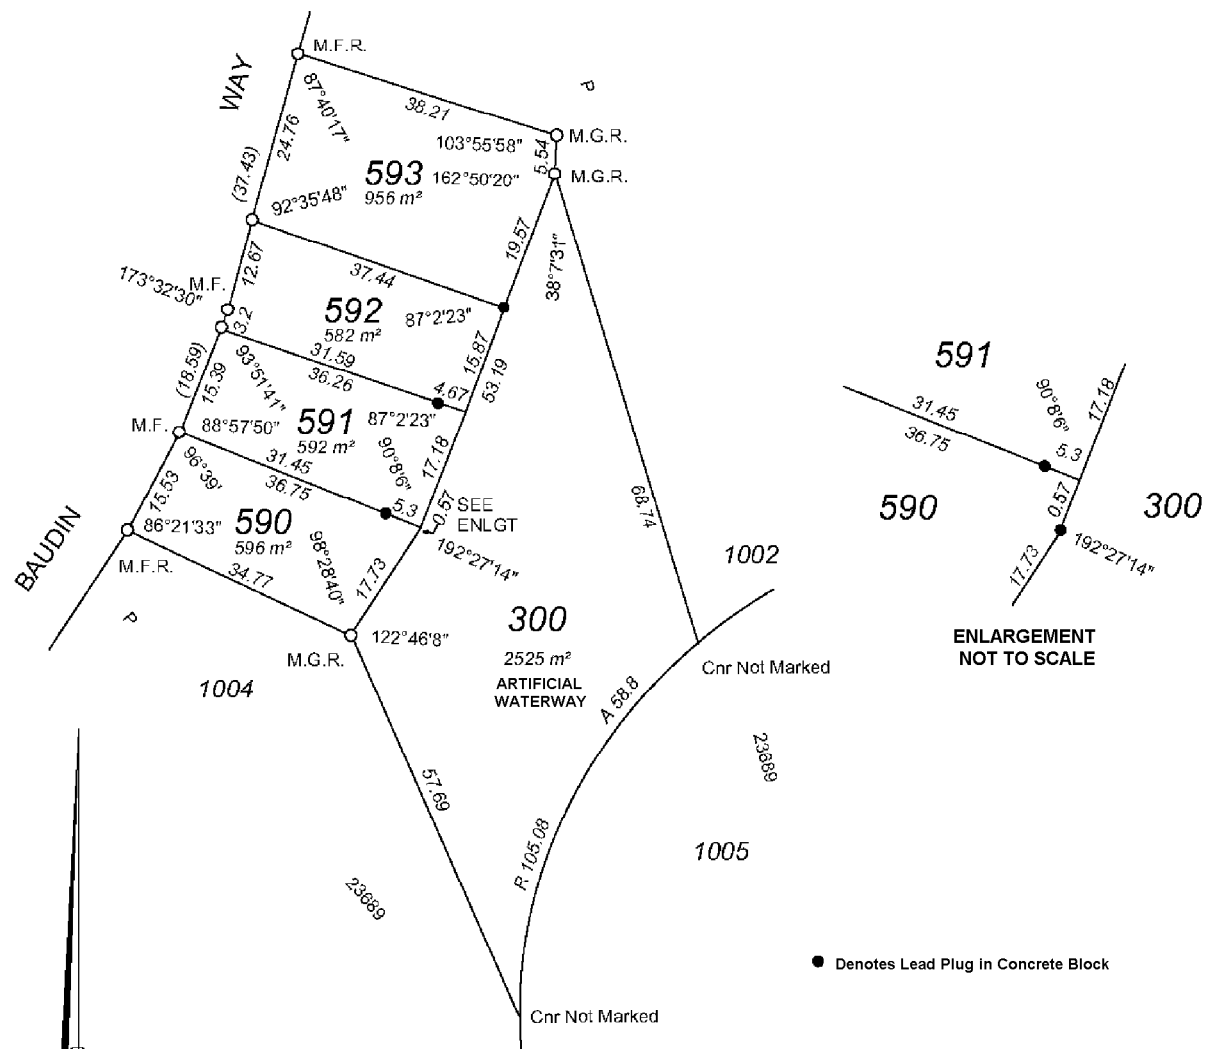 M.F.R.
P
WAY
87°40'17"
38.21
24.76
103°55'58"
M.G.R.
5.54
593
956 m²
162°50'20"
M.G.R.
(37.43)
92°35'48"
19.57
38°7'31"
173°32'30"
M.F.
12.67
37.44
592
582 m²
87°2'23"
3.2
31.59
36.26
15.87
53.19
4.67
(18.59)
15.39
93°51'41"
M.F.
88°57'50"
591
592 m²
87°2'23"
90°8'6"
17.18
31.45
36.75
96°39'
15.53
5.3
0.57
SEE
ENLGT
192°27'14"
86°21'33"
590
596 m²
98°28'40"
BAUDIN
M.F.R.
34.77
17.73
P
68.74
1002
122°46'8"
M.G.R.
300
2525 m²
ARTIFICIAL
WATERWAY
1004
Cnr Not Marked
A 58.8
23689
57.69
R 105.08
1005
23689
Cnr Not Marked
591
90°8'6"
17.18
31.45
36.75
5.3
0.57
590
300
192°27'14"
17.73
ENLARGEMENT
NOT TO SCALE
Denotes Lead Plug in Concrete Block